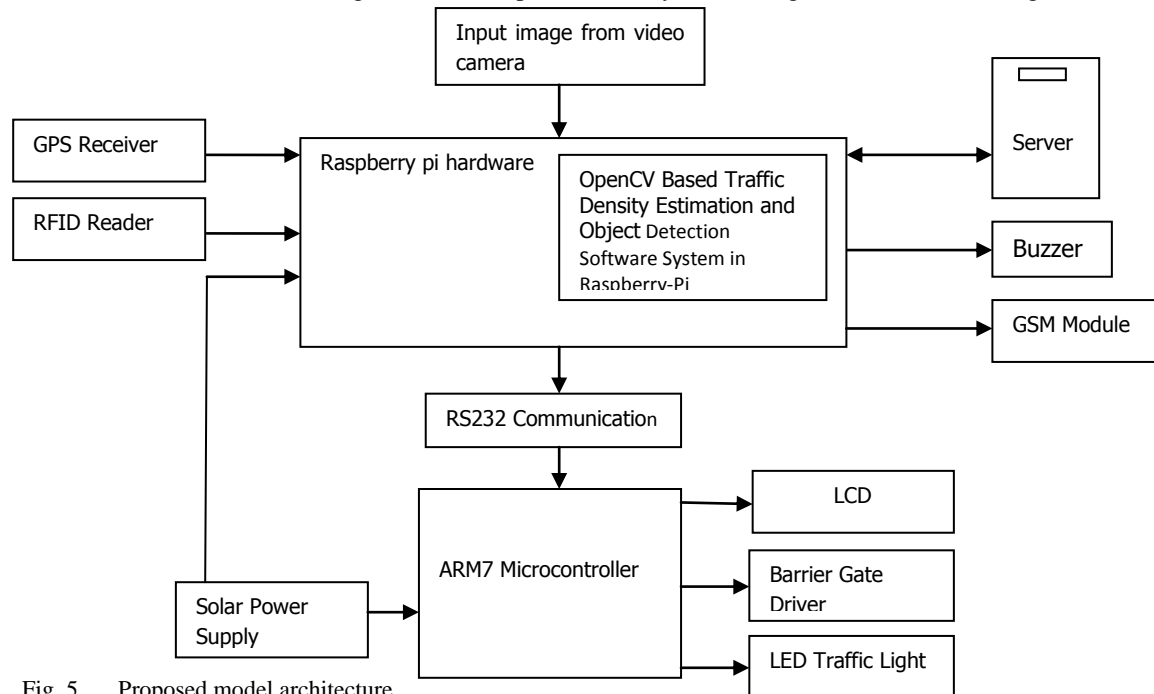 Input image from video
camera
GPS Receiver
RFID Reader
Raspberry pi hardware
OpenCV Based Traffic
Density Estimation and
Object Detection
Software System in
Raspberry-Pi
Server
Buzzer
GSM Module
RS232 Communication
ARM7 Microcontroller
LCD
Barrier Gate
Driver
LED Traffic Light
Solar Power
Supply
Fig. 5. Proposed model architecture